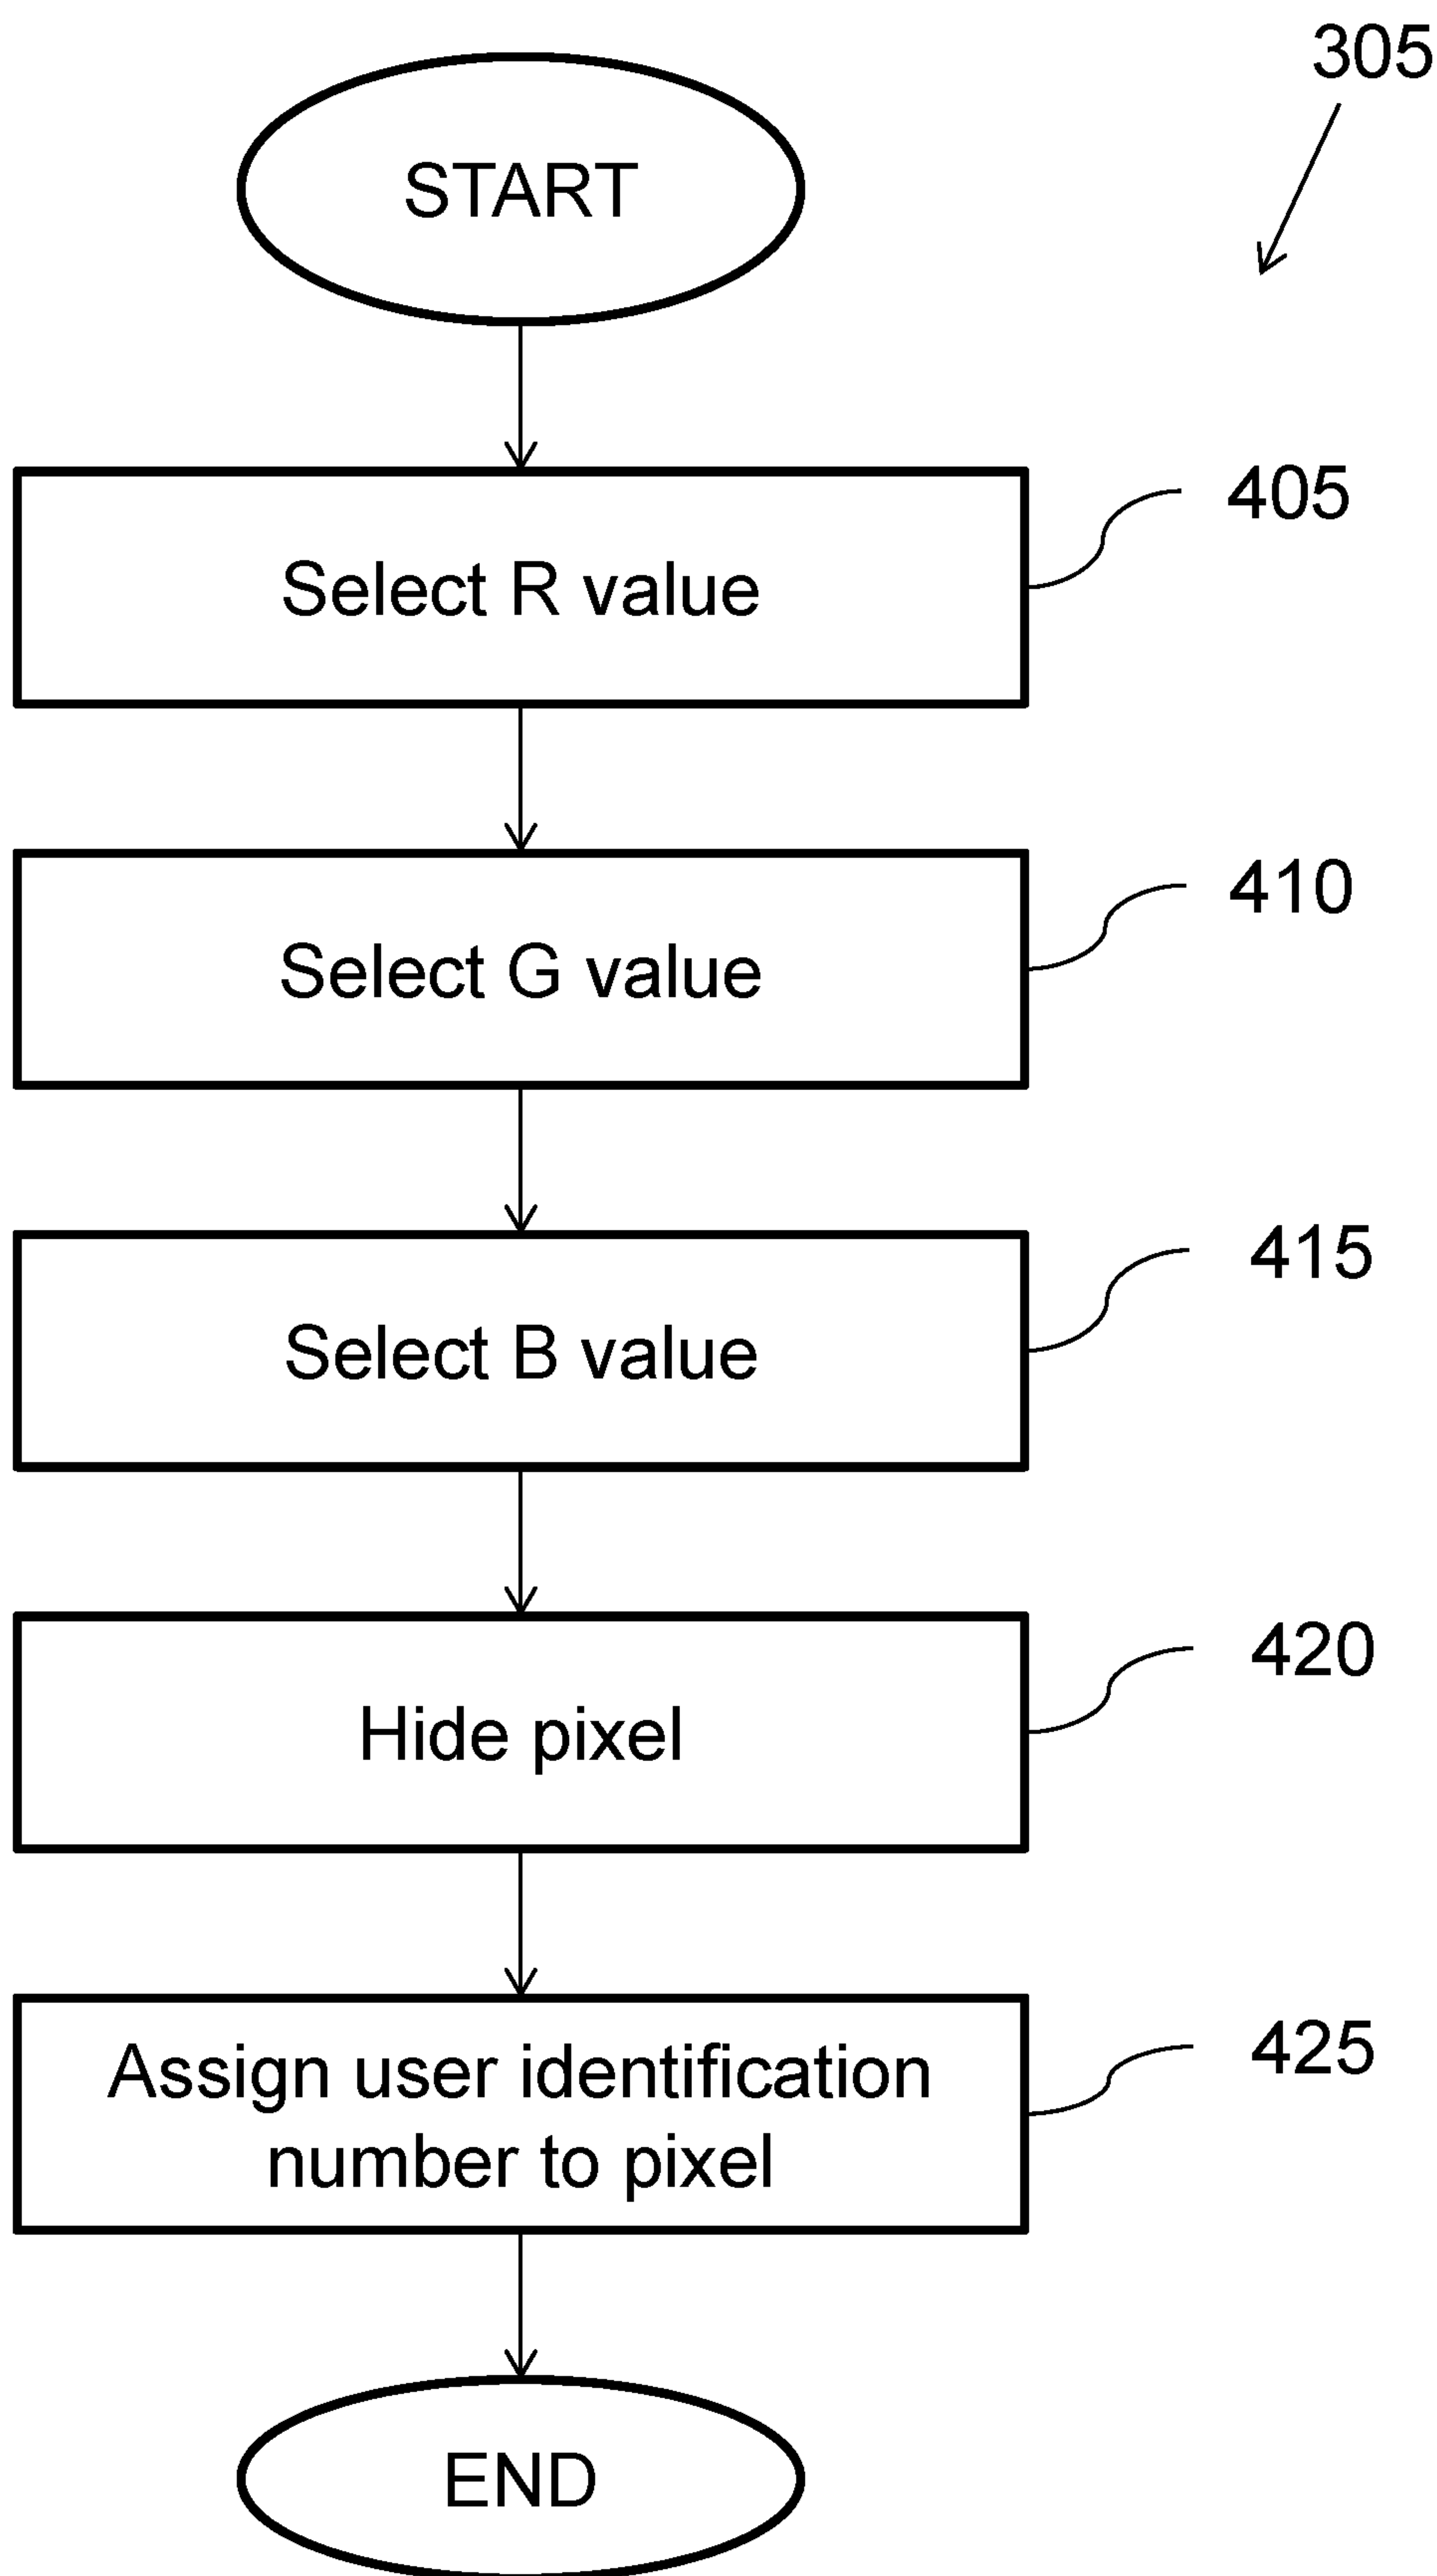 305
START
Select R value
405
Select G value
410
Select B value
415
Hide pixel
420
Assign user identification
number to pixel
425
END